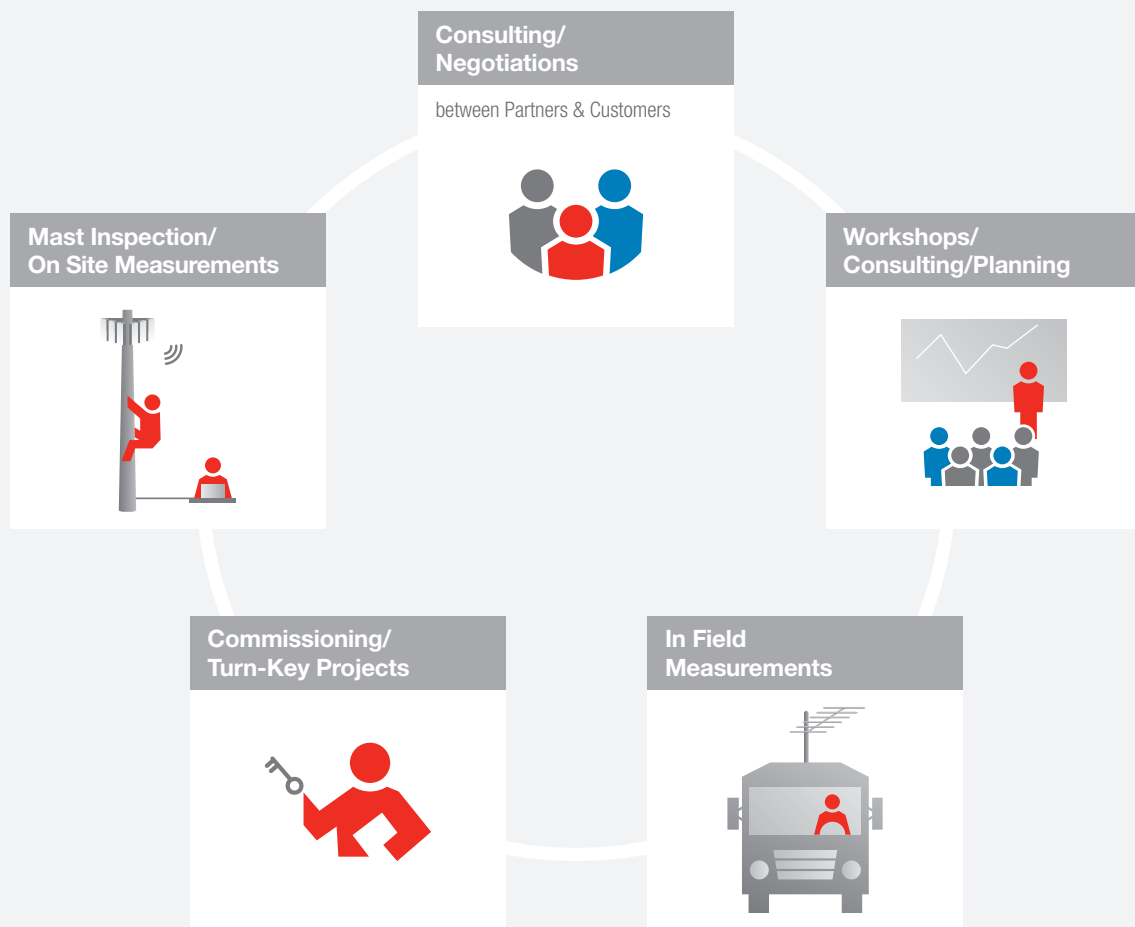 Consulting/
Negotiations
between Partners & Customers
Mast Inspection/
On Site Measurements
Workshops/
Consulting/Planning
Commissioning/
Turn-Key Projects
In Field
Measurements